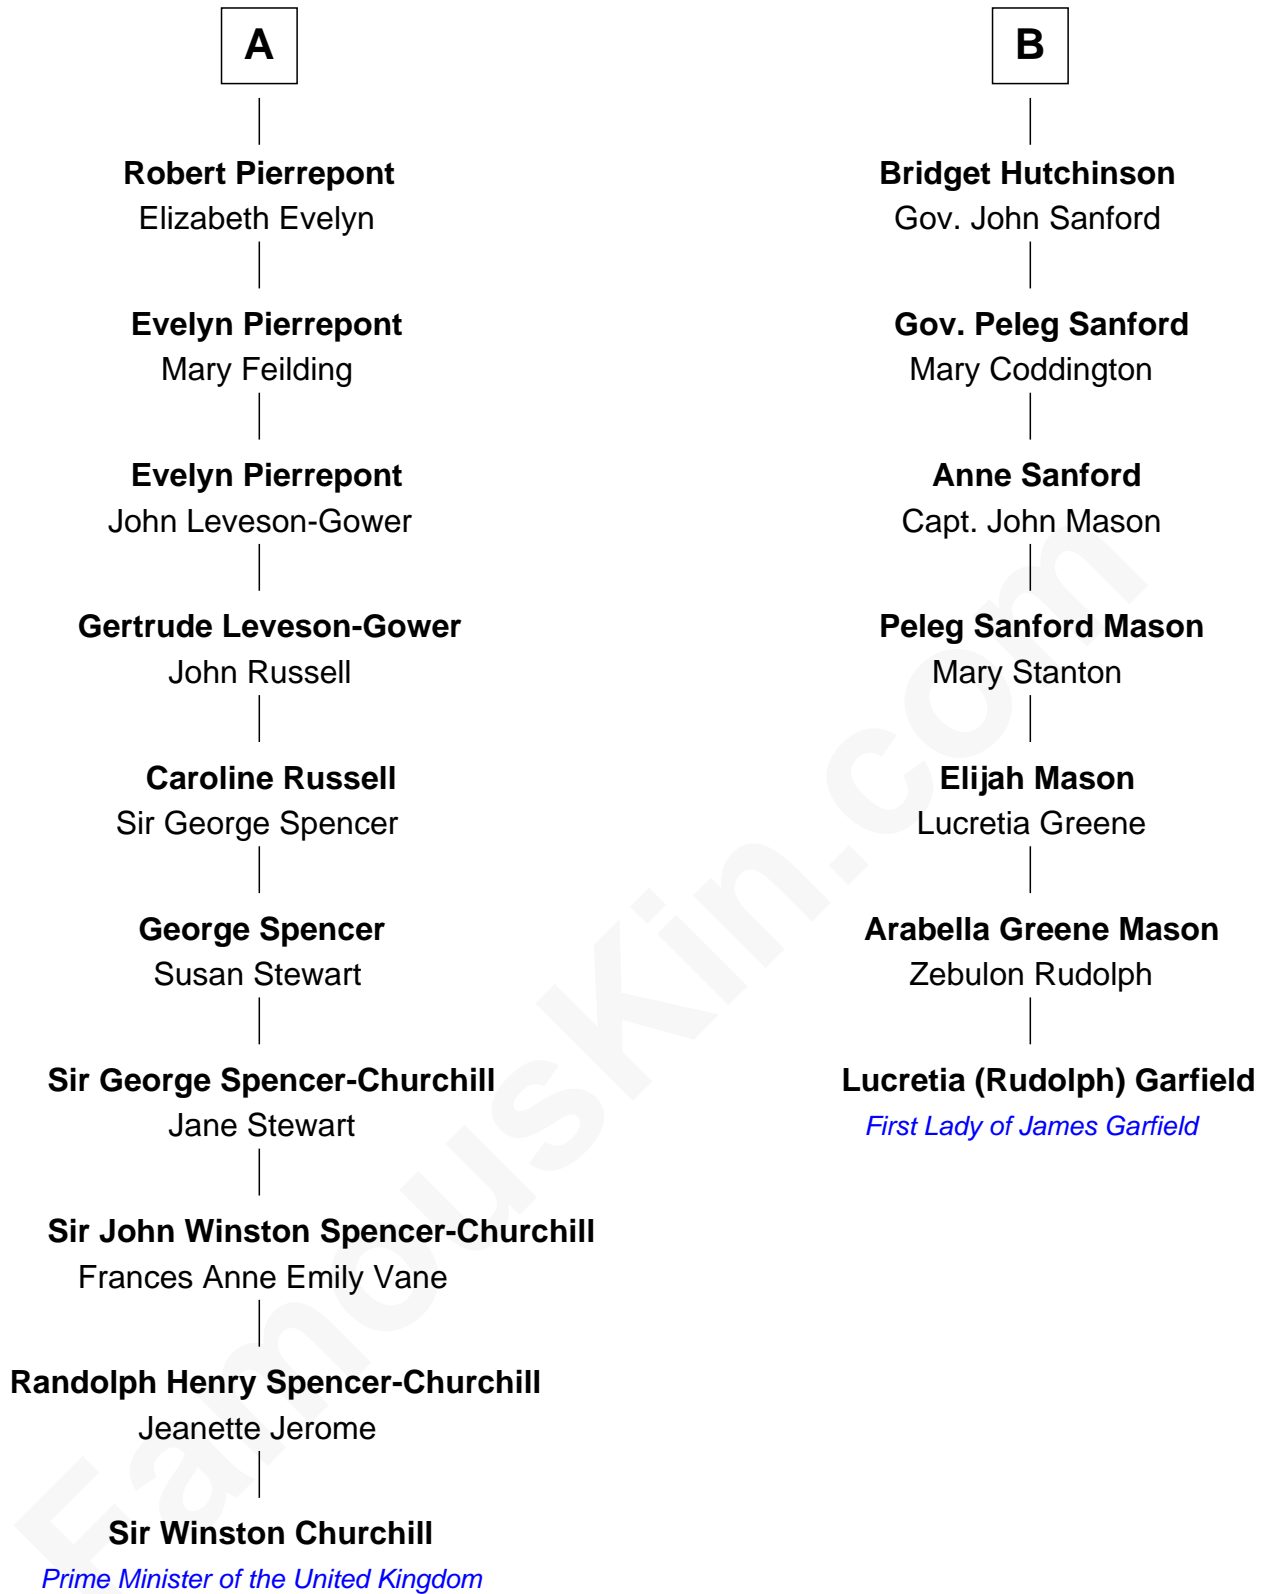 A
Robert Pierrepont
Elizabeth Evelyn
Evelyn Pierrepont
Mary Feilding
Evelyn Pierrepont
John Leveson-Gower
Gertrude Leveson-Gower
John Russell
Caroline Russell
Sir George Spencer
George Spencer
Susan Stewart
Sir George Spencer-Churchill
Jane Stewart
Sir John Winston Spencer-Churchill
Frances Anne Emily Vane
Randolph Henry Spencer-Churchill
Jeanette Jerome
Sir Winston Churchill
Prime Minister of the United Kingdom
B
Bridget Hutchinson
Gov. John Sanford
Gov. Peleg Sanford
Mary Coddington
Anne Sanford
Capt. John Mason
Peleg Sanford Mason
Mary Stanton
Elijah Mason
Lucretia Greene
Arabella Greene Mason
Zebulon Rudolph
Lucretia (Rudolph) Garfield
First Lady of James Garfield
FamousKin.com